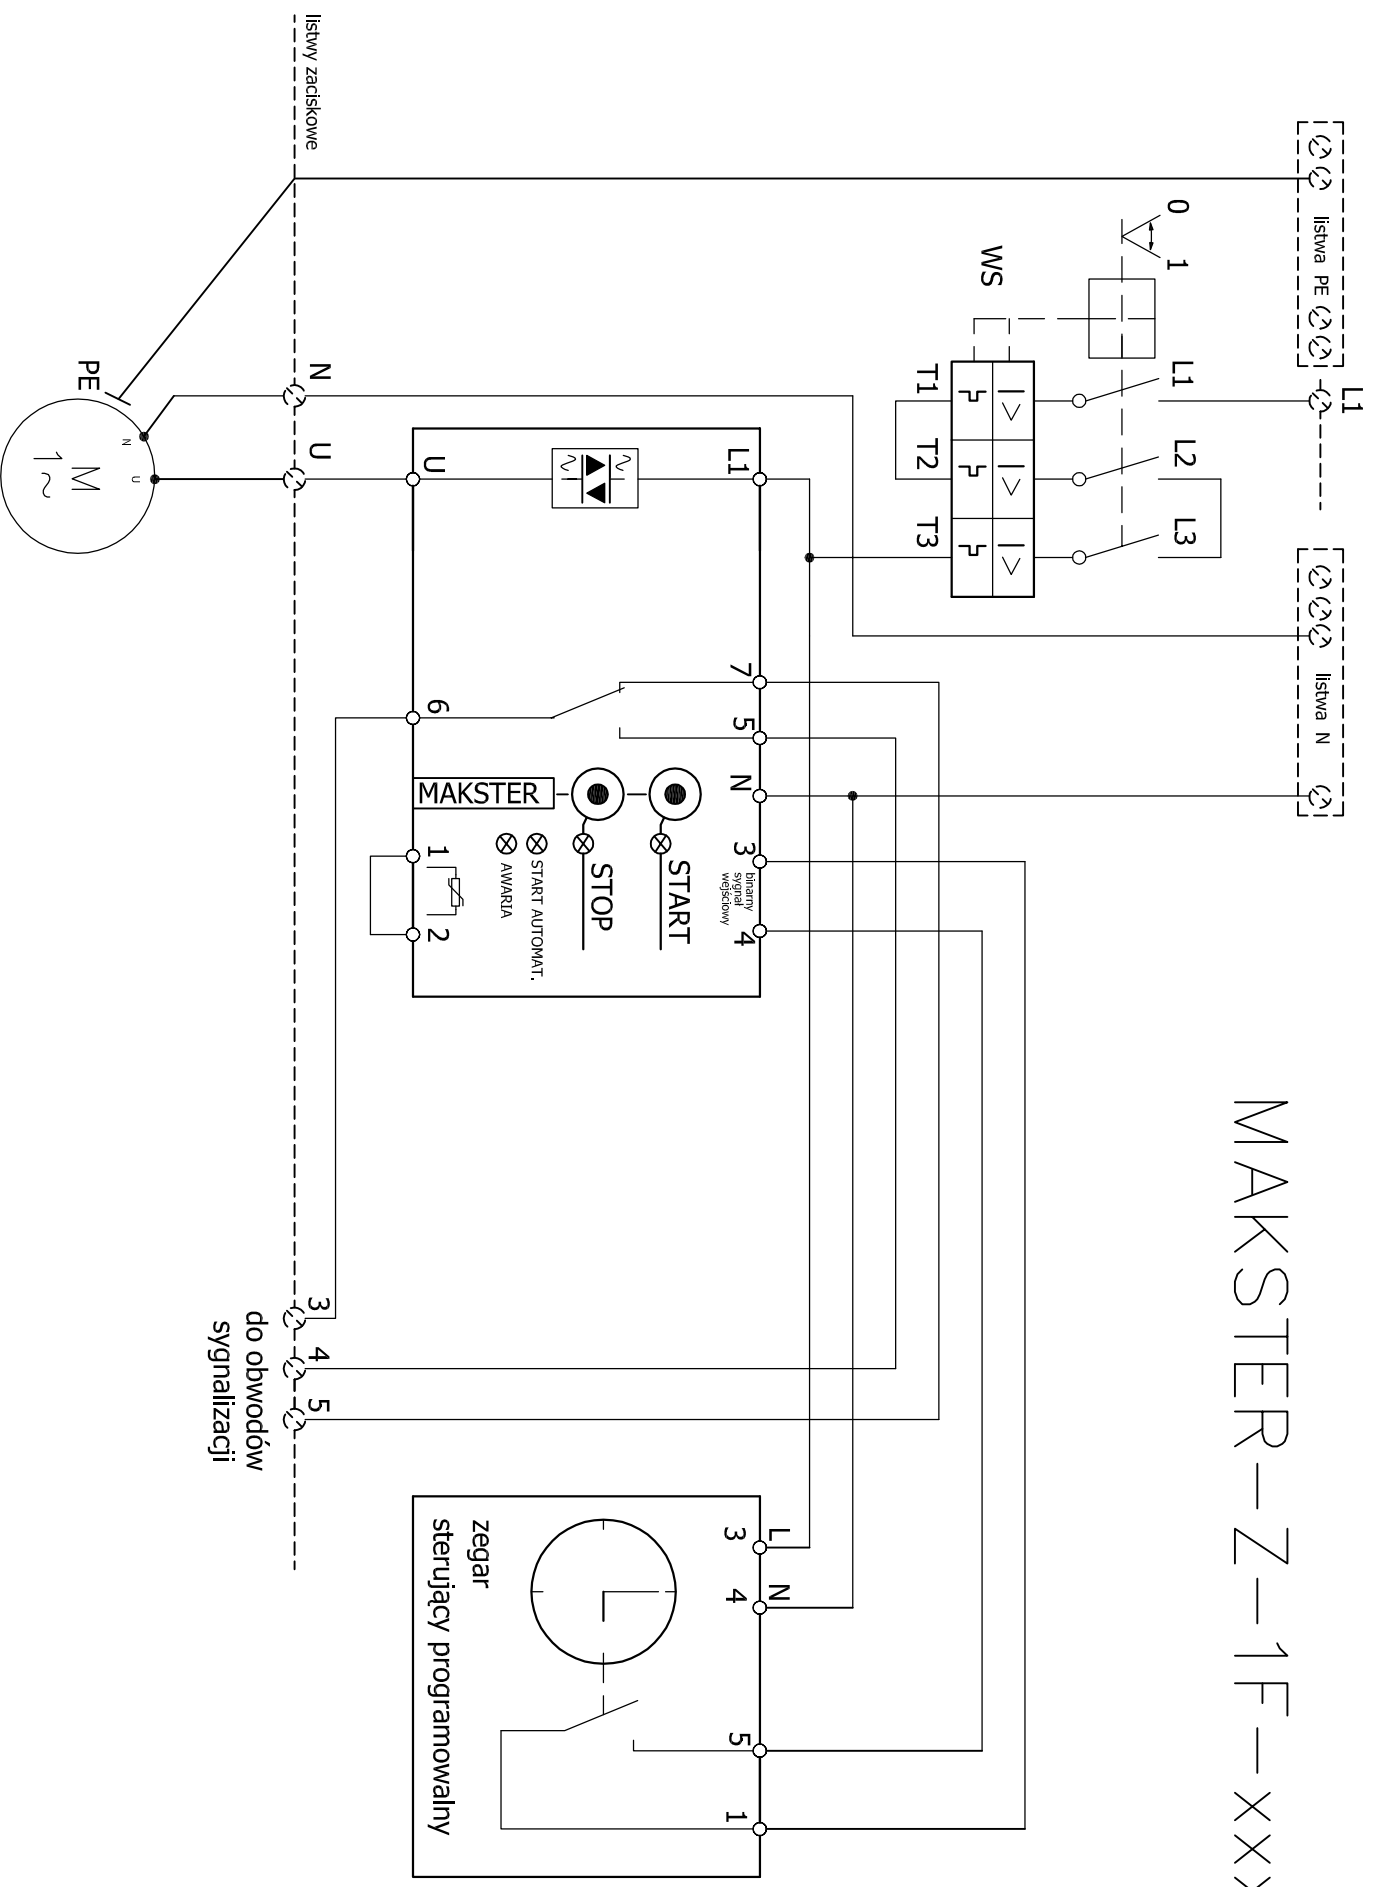 MAKSTER-Z-1F-XXX
L1
listwa PE
listwa N
0 1
L1 L2 L3
WS
T1 T2 T3
L1 7 5 N 3 4
binarny
sygnał
wejściowy
START
STOP
START AUTOMAT.
AWARIA
MAKSTER
U 6 1 2
L N
3 4 5 1
zegar
sterujący programowalny
listwy zaciskowe
N U 3 4 5
do obwodów
sygnalizacji
PE
N U
M
1~